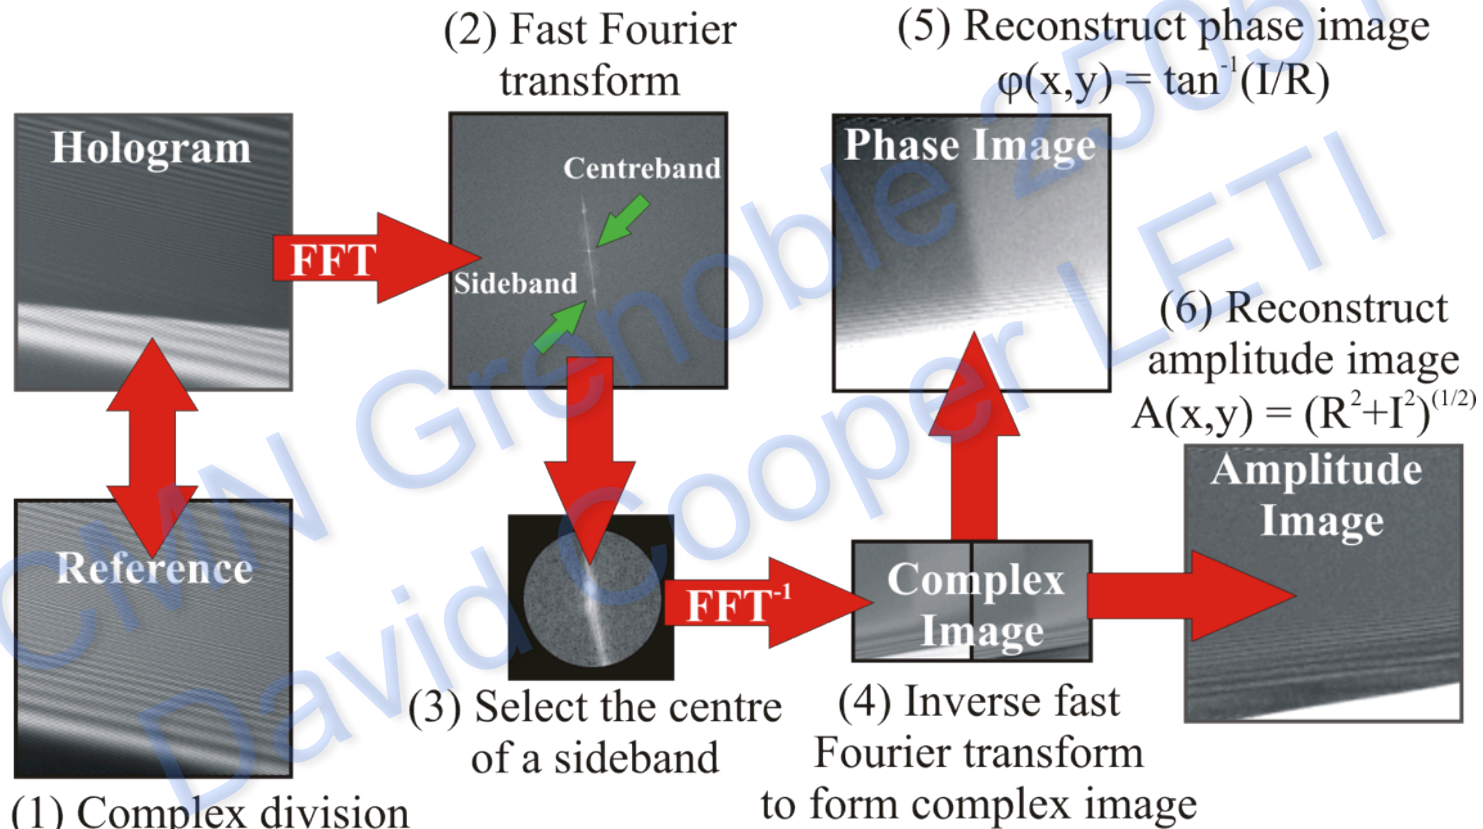 (2) Fast Fourier
transform
(5) Reconstruct phase image
φ(x,y) = tan⁻¹(I/R)
Hologram
FFT
Centreband
Sideband
Phase Image
(6) Reconstruct
amplitude image
A(x,y) = (R²+I²)⁽¹/²⁾
Amplitude
Image
Reference
FFT⁻¹
Complex
Image
(3) Select the centre
of a sideband
(4) Inverse fast
Fourier transform
to form complex image
(1) Complex division
CMN Grenoble
David Cooper LETI